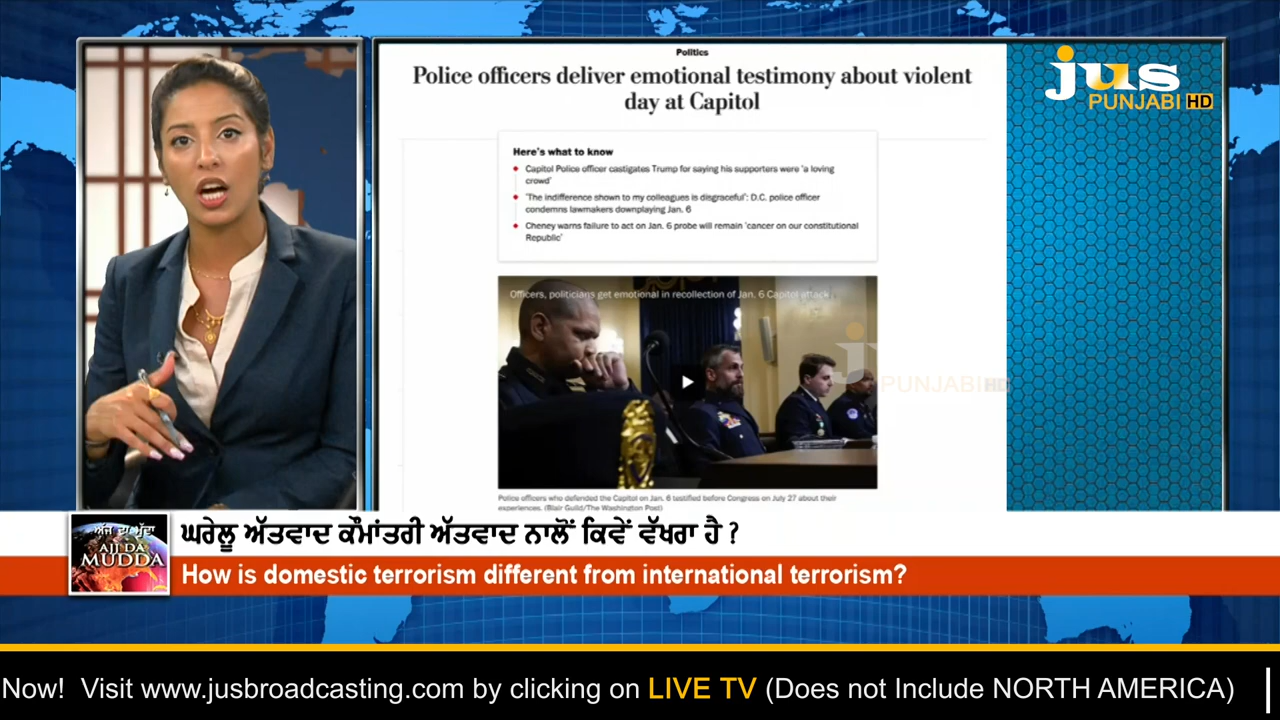 Politics
Police officers deliver emotional testimony about violent
day at Capitol
Here's what to know
Capitol Police officer castigates Trump for saying his supporters were 'a loving
crowd'
'The indifference shown to my colleagues is disgraceful': D.C. police officer
condemns lawmakers downplaying Jan. 6
Cheney warns failure to act on Jan. 6 probe will remain 'cancer on our constitutional
Republic'
Officers, politicians get emotional in recollection of Jan. 6 Capitol attack
Police officers who defended the Capitol on Jan. 6 testified before Congress on July 27 about their
experiences. (Blair Guild/The Washington Post)
jus
PUNJABI HD
PUNJABI HD
ਅੱਜ ਦਾ ਮੁੱਦਾ
AJJ DA
MUDDA
ਘਰੇਲੂ ਅੱਤਵਾਦ ਕੌਮਾਂਤਰੀ ਅੱਤਵਾਦ ਨਾਲੋਂ ਕਿਵੇਂ ਵੱਖਰਾ ਹੈ ?
How is domestic terrorism different from international terrorism?
Now! Visit www.jusbroadcasting.com by clicking on LIVE TV (Does not Include NORTH AMERICA)